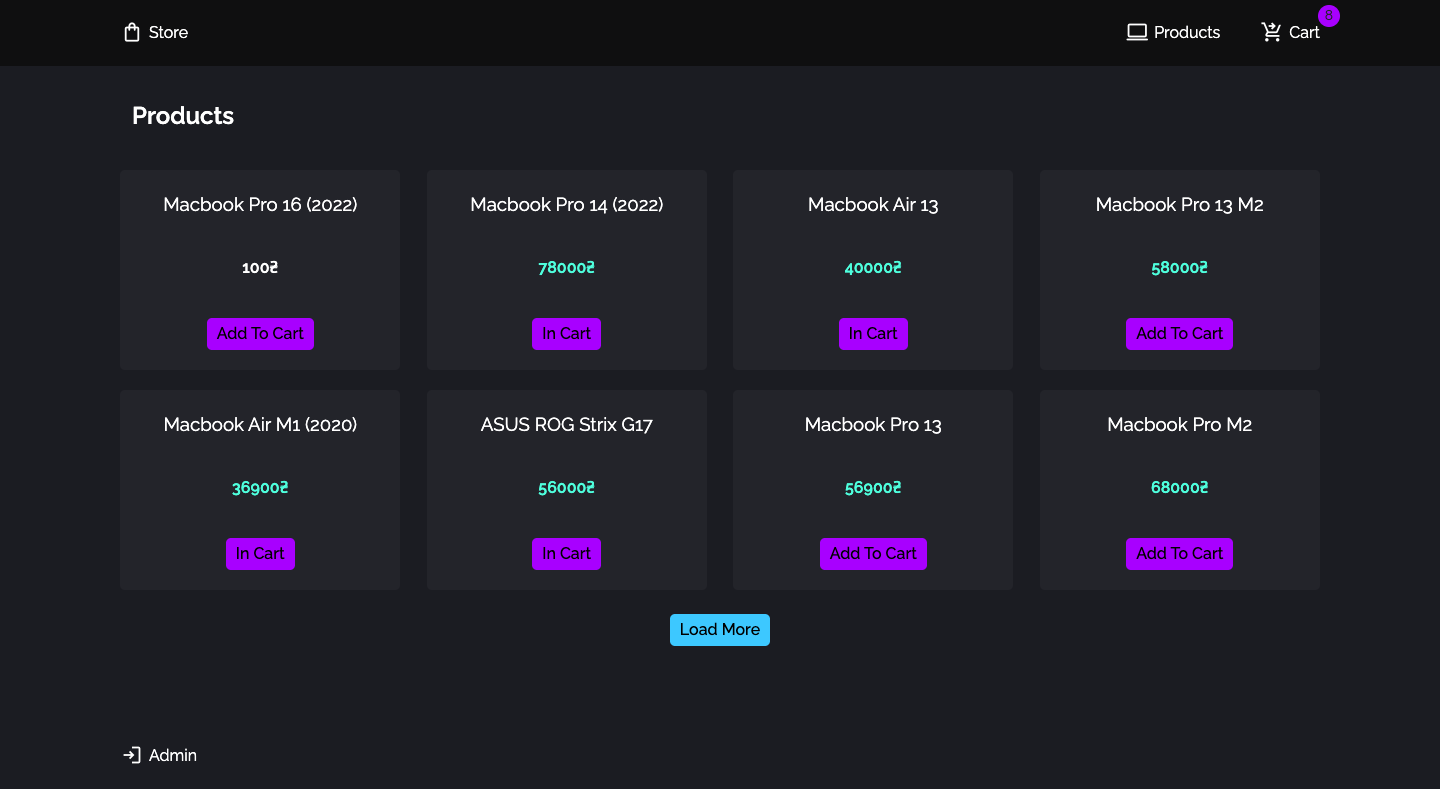 Store
Products
Cart
8
Products
Macbook Pro 16 (2022)
Macbook Pro 14 (2022)
Macbook Air 13
Macbook Pro 13 M2
100₴
78000₴
40000₴
58000₴
Add To Cart
In Cart
In Cart
Add To Cart
Macbook Air M1 (2020)
ASUS ROG Strix G17
Macbook Pro 13
Macbook Pro M2
36900₴
56000₴
56900₴
68000₴
In Cart
In Cart
Add To Cart
Add To Cart
Load More
Admin